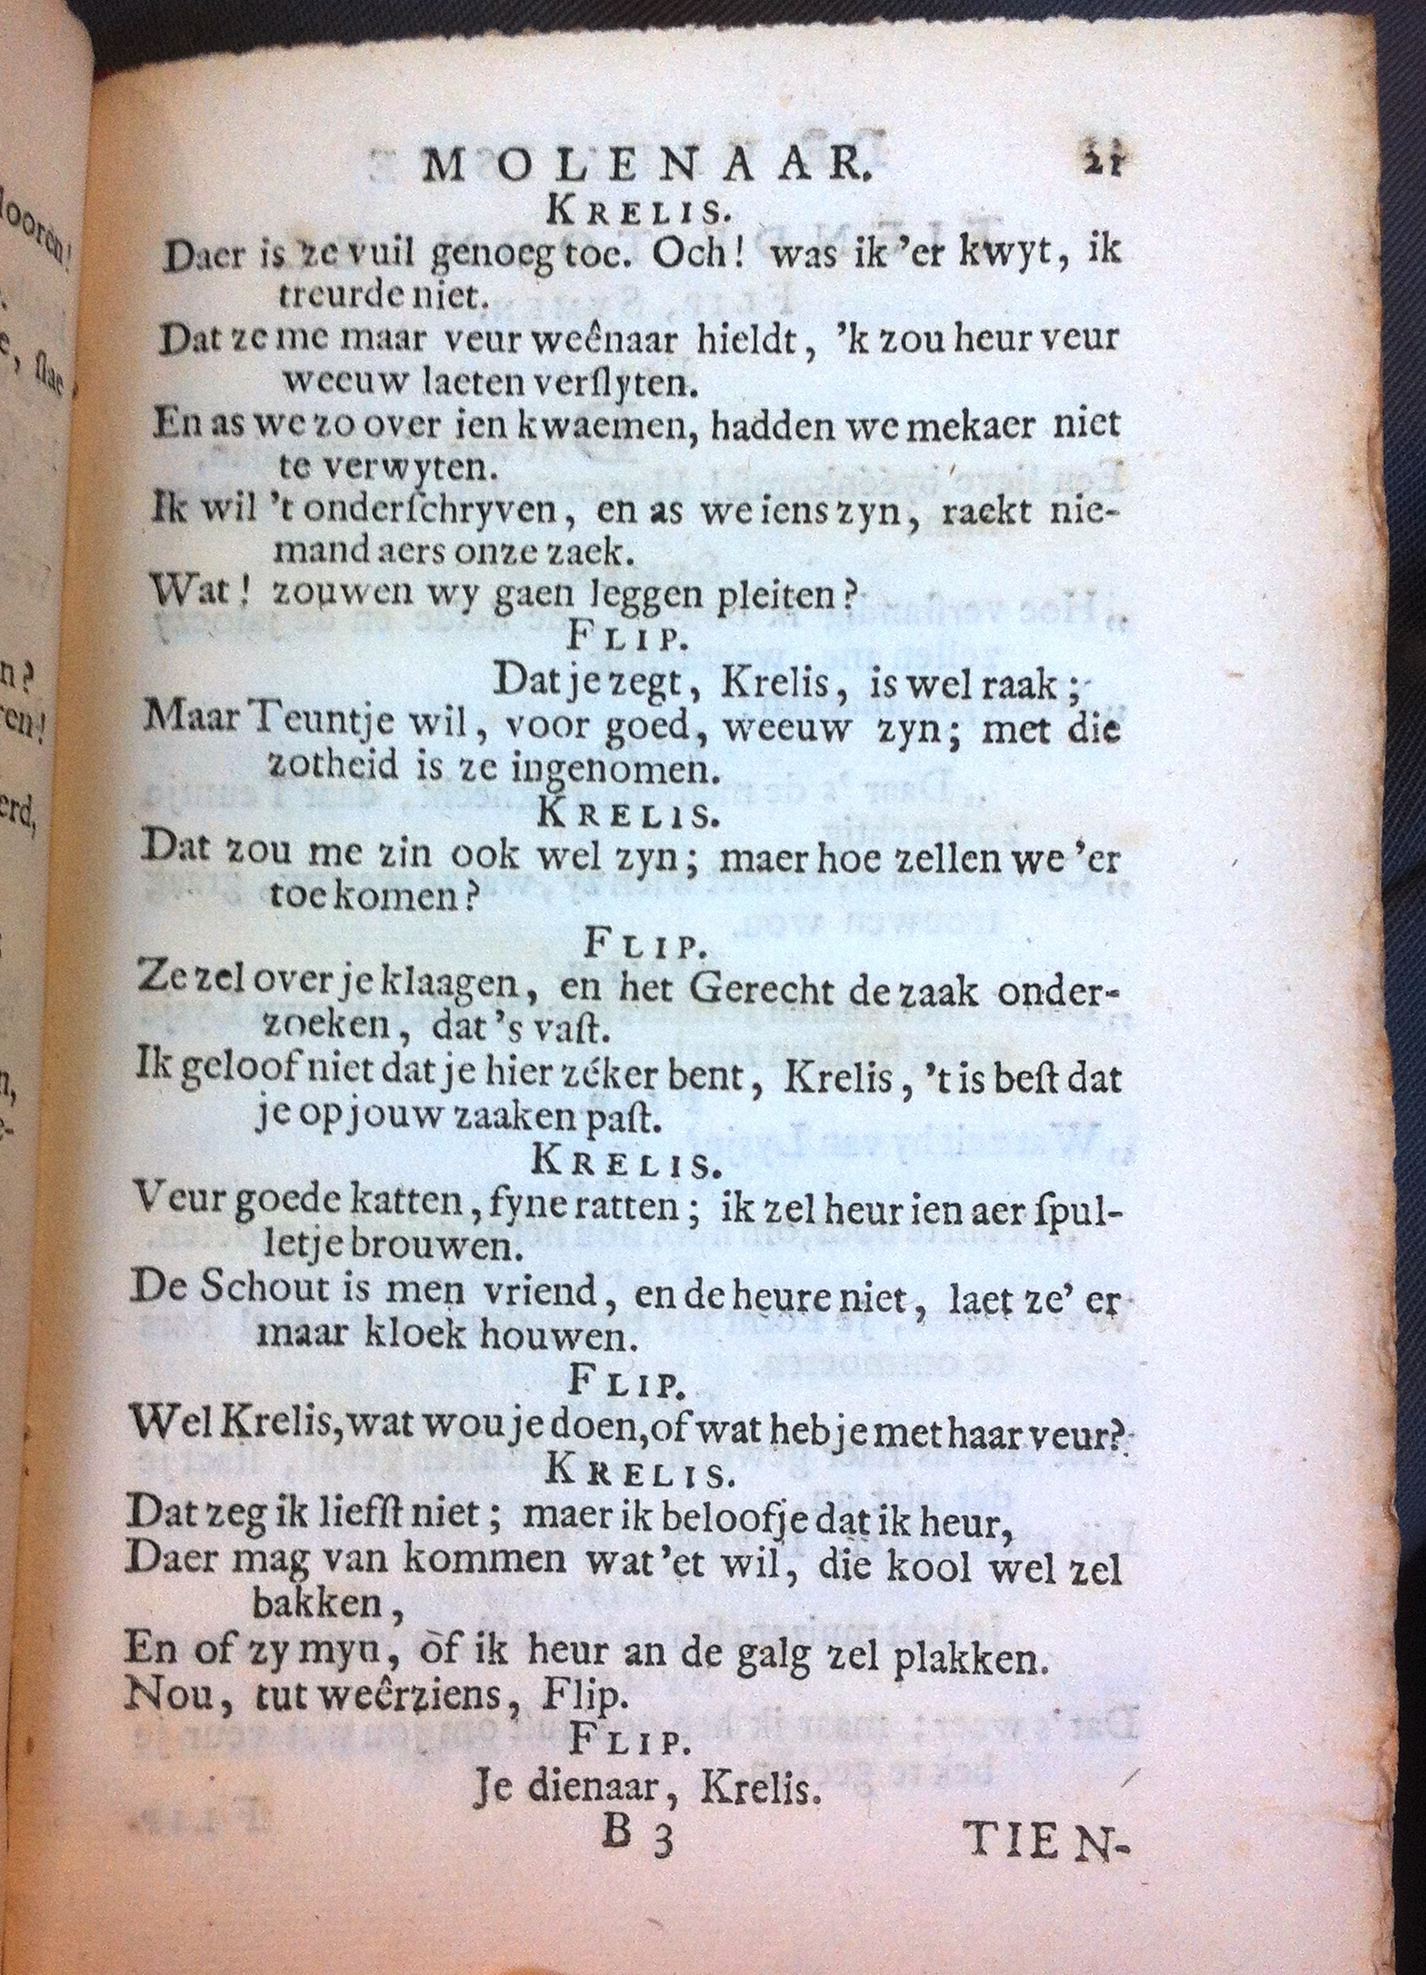 MOLENAAR. 21
KRELIS.
Daer is ze vuil genoeg toe. Och! was ik 'er kwyt, ik
treurde niet.
Dat ze me maar veur weênaar hieldt, 'k zou heur veur
weeuw laeten verslyten.
En as we zo over ien kwaemen, hadden we mekaer niet
te verwyten.
Ik wil 't onderſchryven, en as we iens zyn, raekt nie-
mand aers onze zaek.
Wat! zouwen wy gaen leggen pleiten?
FLIP.
Dat je zegt, Krelis, is wel raak;
Maar Teuntje wil, voor goed, weeuw zyn; met die
zotheid is ze ingenomen.
KRELIS.
Dat zou me zin ook wel zyn; maer hoe zellen we 'er
toe komen?
FLIP.
Ze zel over je klaagen, en het Gerecht de zaak onder-
zoeken, dat 's vaſt.
Ik geloof niet dat je hier zéker bent, Krelis, 't is beſt dat
je op jouw zaaken paſt.
KRELIS.
Veur goede katten, fyne ratten; ik zel heur ien aer ſpul-
letje brouwen.
De Schout is men vriend, en de heure niet, laet ze' er
maar kloek houwen.
FLIP.
Wel Krelis, wat wou je doen, of wat heb je met haar veur?
KRELIS.
Dat zeg ik liefſt niet; maer ik beloof je dat ik heur,
Daer mag van kommen wat 'et wil, die kool wel zel
bakken,
En of zy myn, òf ik heur an de galg zel plakken.
Nou, tut weêrziens, Flip.
FLIP.
Je dienaar, Krelis.
B 3 TIEN-